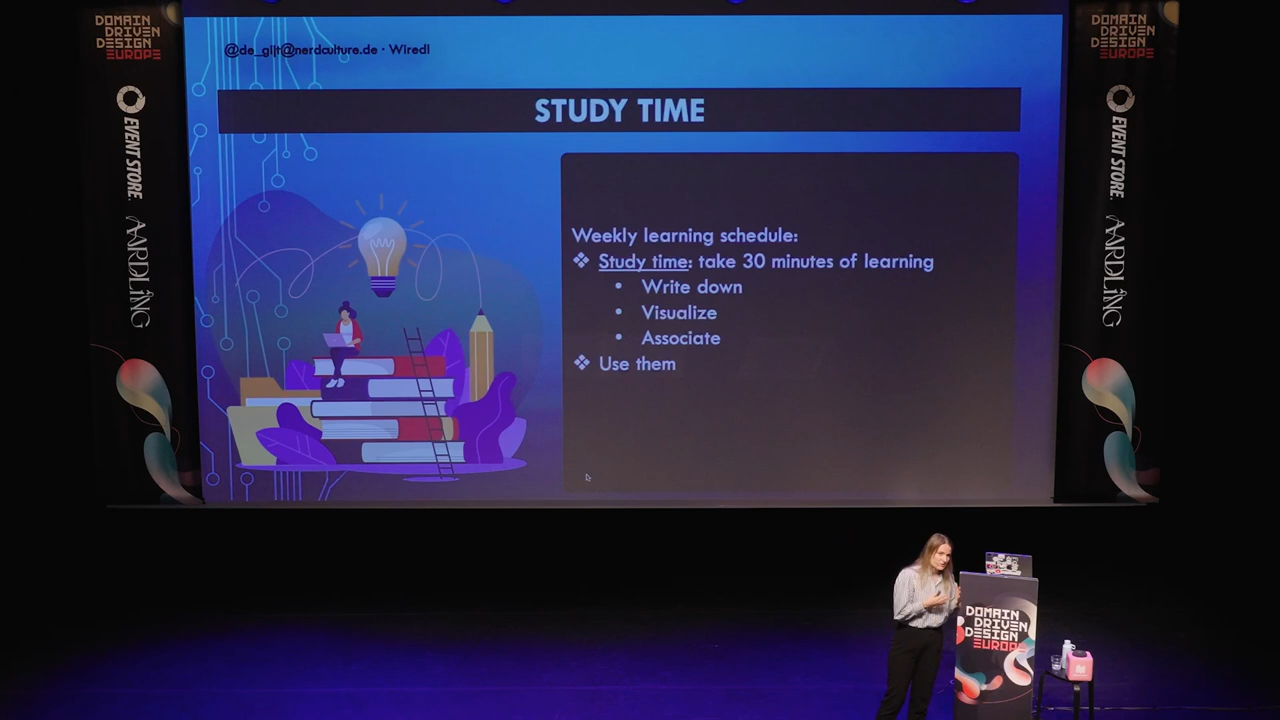 DOMAIN
DRIVEN
DESIGN
EUROPE
EVENT STORE.
AARDLING
@de_glijt@nerdculture.de · Wiredl
STUDY TIME
Weekly learning schedule:
❖ Study time: take 30 minutes of learning
• Write down
• Visualize
• Associate
❖ Use them
DOMAIN
DRIVEN
DESIGN
EUROPE
EVENT STORE.
AARDLING
DOMAIN
DRIVEN
DESIGN
EUROPE